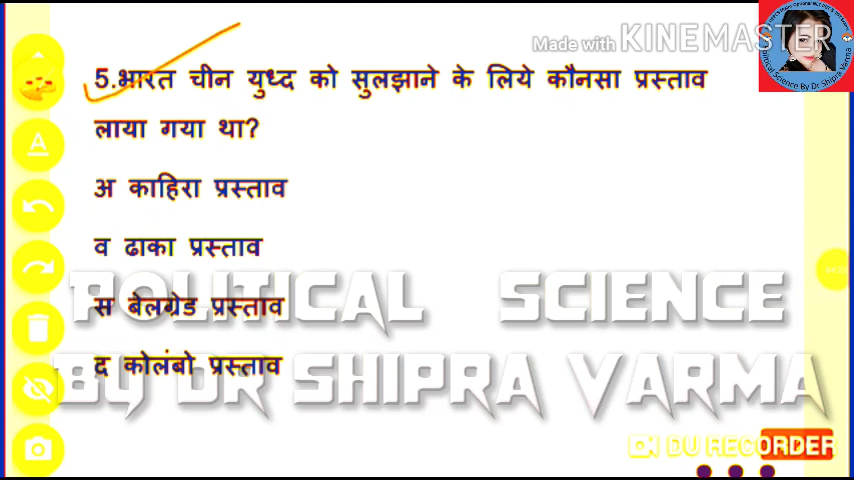 Made with KINEMASTER
5.भारत चीन युध्द को सुलझाने के लिये कौनसा प्रस्ताव
लाया गया था?
अ काहिरा प्रस्ताव
व ढाका प्रस्ताव
स बेलग्रेड प्रस्ताव
द कोलंबो प्रस्ताव
POLITICAL SCIENCE
BY DR SHIPRA VARMA
DU RECORDER
A